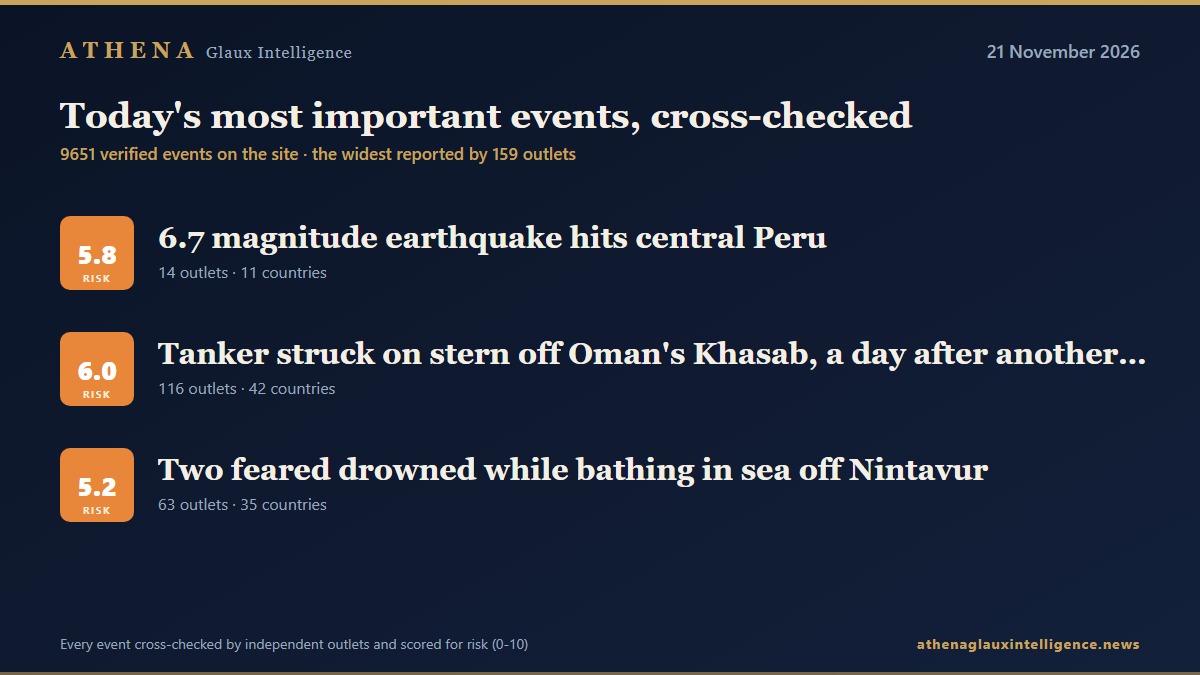 ATHENA Glaux Intelligence
21 November 2026
Today's most important events, cross-checked
9651 verified events on the site · the widest reported by 159 outlets
5.8
RISK
6.7 magnitude earthquake hits central Peru
14 outlets · 11 countries
6.0
RISK
Tanker struck on stern off Oman's Khasab, a day after another...
116 outlets · 42 countries
5.2
RISK
Two feared drowned while bathing in sea off Nintavur
63 outlets · 35 countries
Every event cross-checked by independent outlets and scored for risk (0-10)
athenaglauxintelligence.news